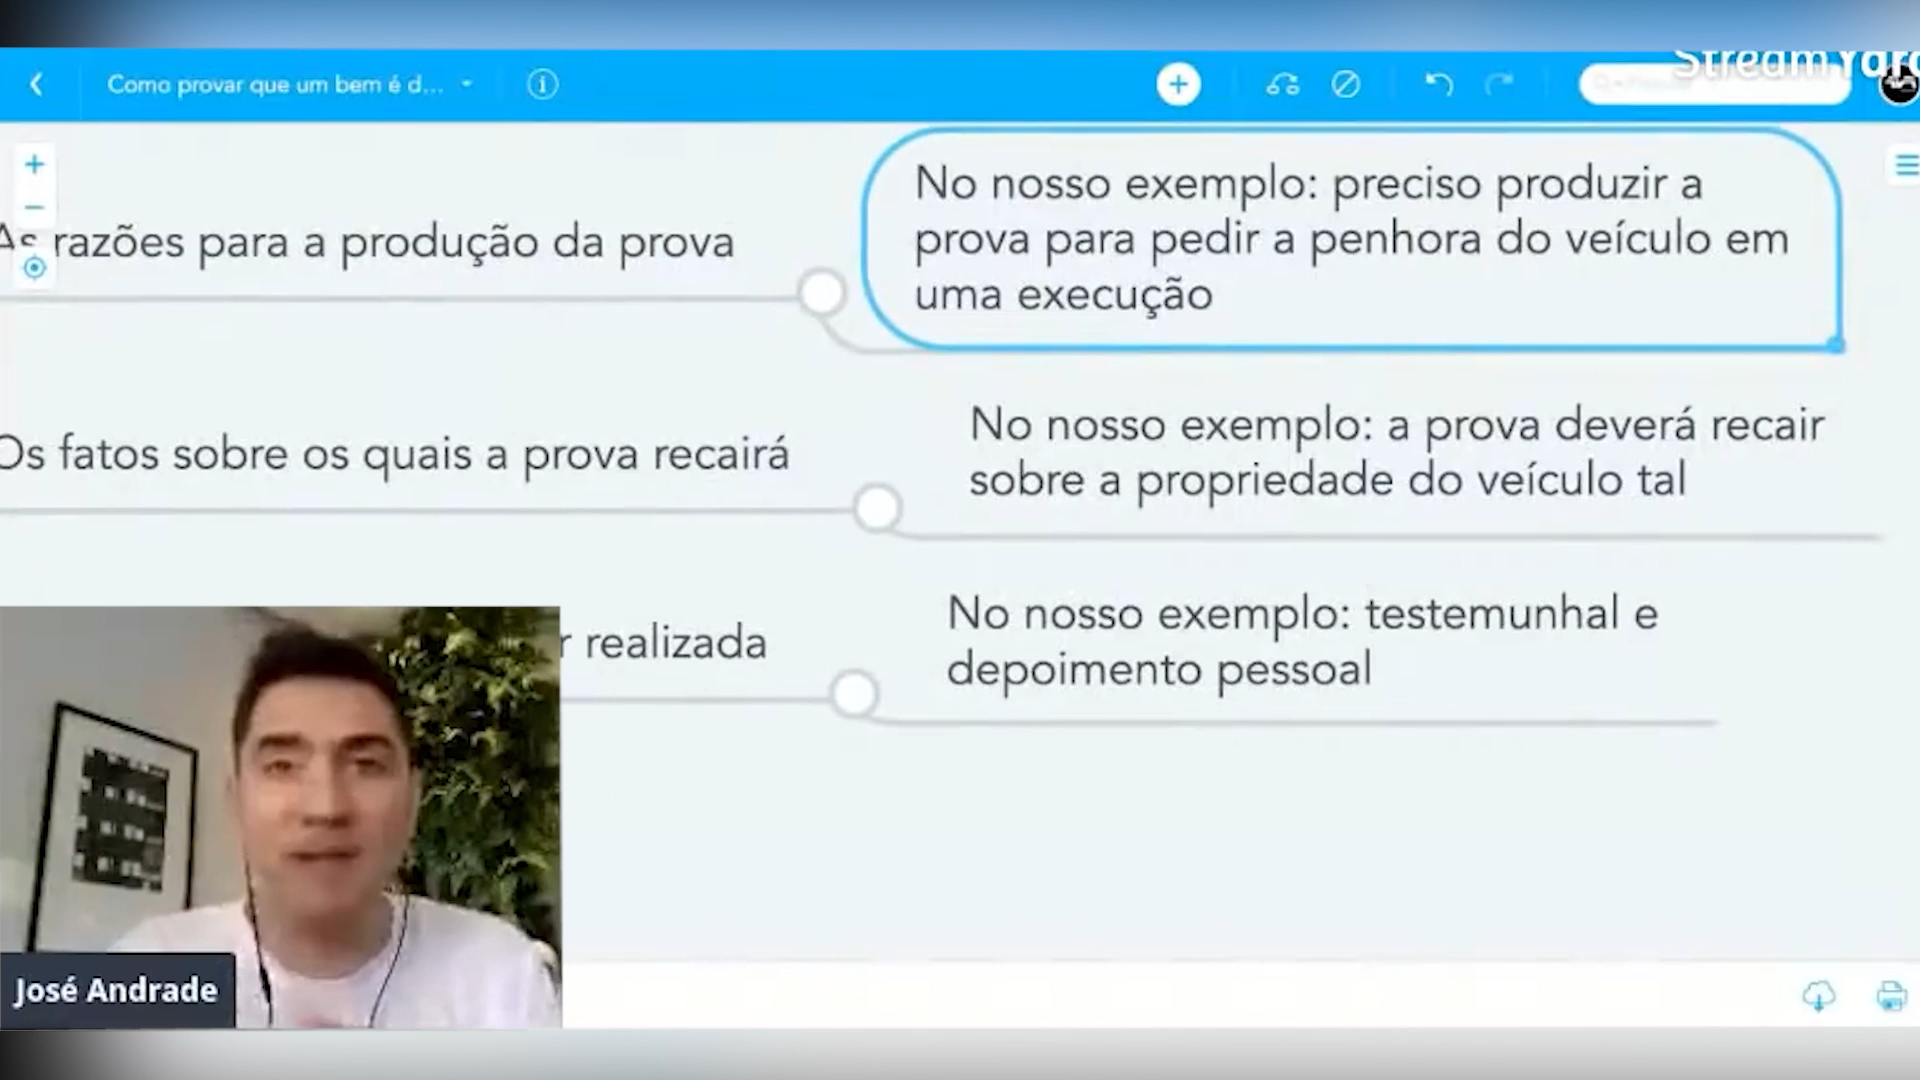 StreamYard
Como provar que um bem é d...
As razões para a produção da prova
No nosso exemplo: preciso produzir a
prova para pedir a penhora do veículo em
uma execução
Os fatos sobre os quais a prova recairá
No nosso exemplo: a prova deverá recair
sobre a propriedade do veículo tal
r realizada
No nosso exemplo: testemunhal e
depoimento pessoal
José Andrade